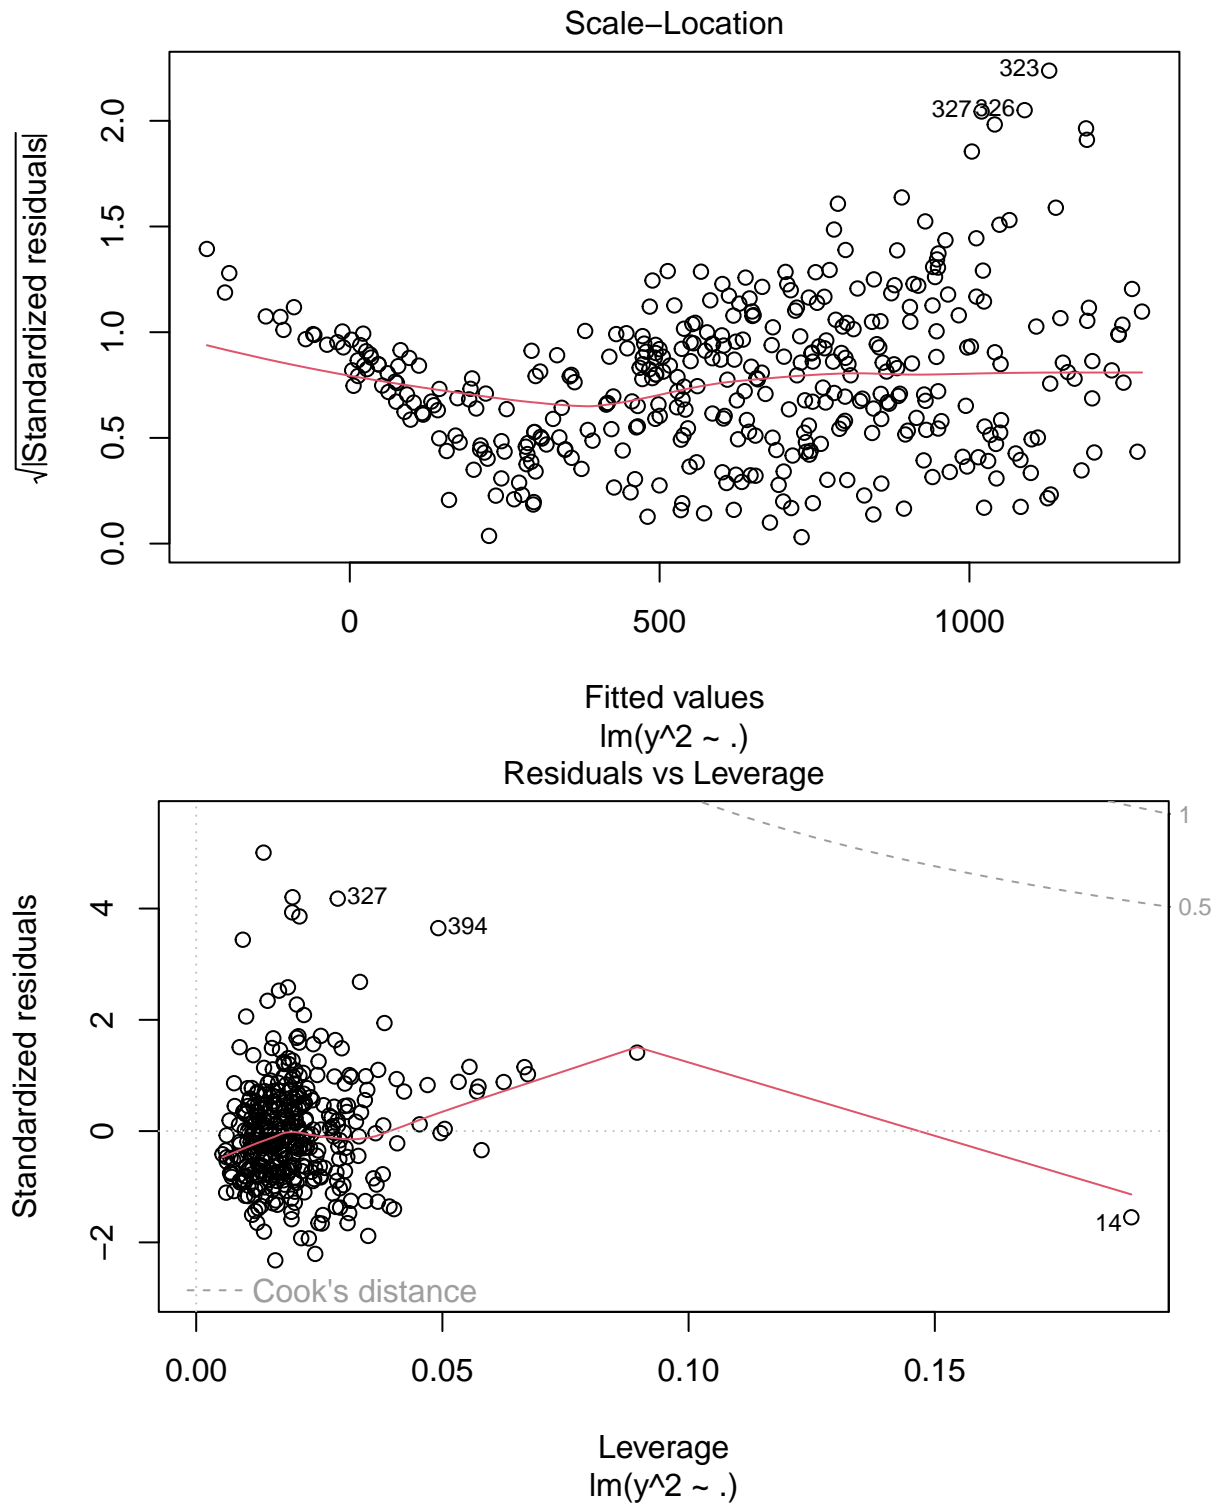 Scale−Location
√|Standardized residuals|
0.0 0.5 1.0 1.5 2.0
323
327 326
0 500 1000
Fitted values
lm(y^2 ~ .)
Residuals vs Leverage
Standardized residuals
−2 0 2 4
1
0.5
327
394
14
Cook's distance
0.00 0.05 0.10 0.15
Leverage
lm(y^2 ~ .)